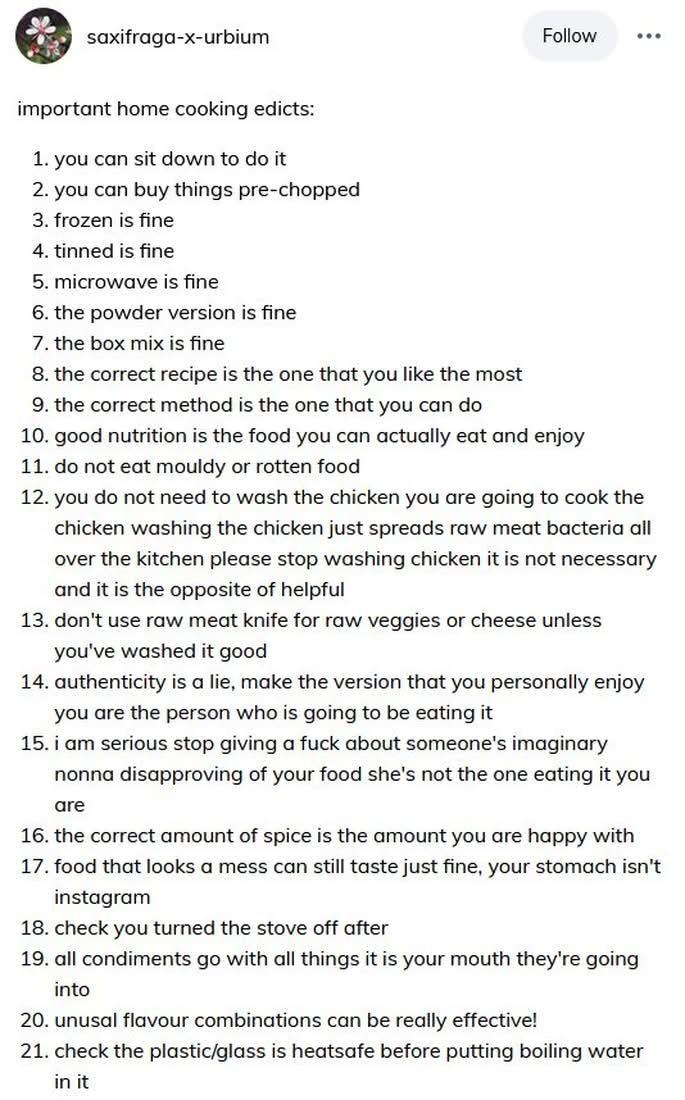 saxifraga-x-urbium
Follow
important home cooking edicts:
1. you can sit down to do it
2. you can buy things pre-chopped
3. frozen is fine
4. tinned is fine
5. microwave is fine
6. the powder version is fine
7. the box mix is fine
8. the correct recipe is the one that you like the most
9. the correct method is the one that you can do
10. good nutrition is the food you can actually eat and enjoy
11. do not eat mouldy or rotten food
12. you do not need to wash the chicken you are going to cook the
chicken washing the chicken just spreads raw meat bacteria all
over the kitchen please stop washing chicken it is not necessary
and it is the opposite of helpful
13. don't use raw meat knife for raw veggies or cheese unless
you've washed it good
14. authenticity is a lie, make the version that you personally enjoy
you are the person who is going to be eating it
15. i am serious stop giving a fuck about someone's imaginary
nonna disapproving of your food she's not the one eating it you
are
16. the correct amount of spice is the amount you are happy with
17. food that looks a mess can still taste just fine, your stomach isn't
instagram
18. check you turned the stove off after
19. all condiments go with all things it is your mouth they're going
into
20. unusal flavour combinations can be really effective!
21. check the plastic/glass is heatsafe before putting boiling water
in it